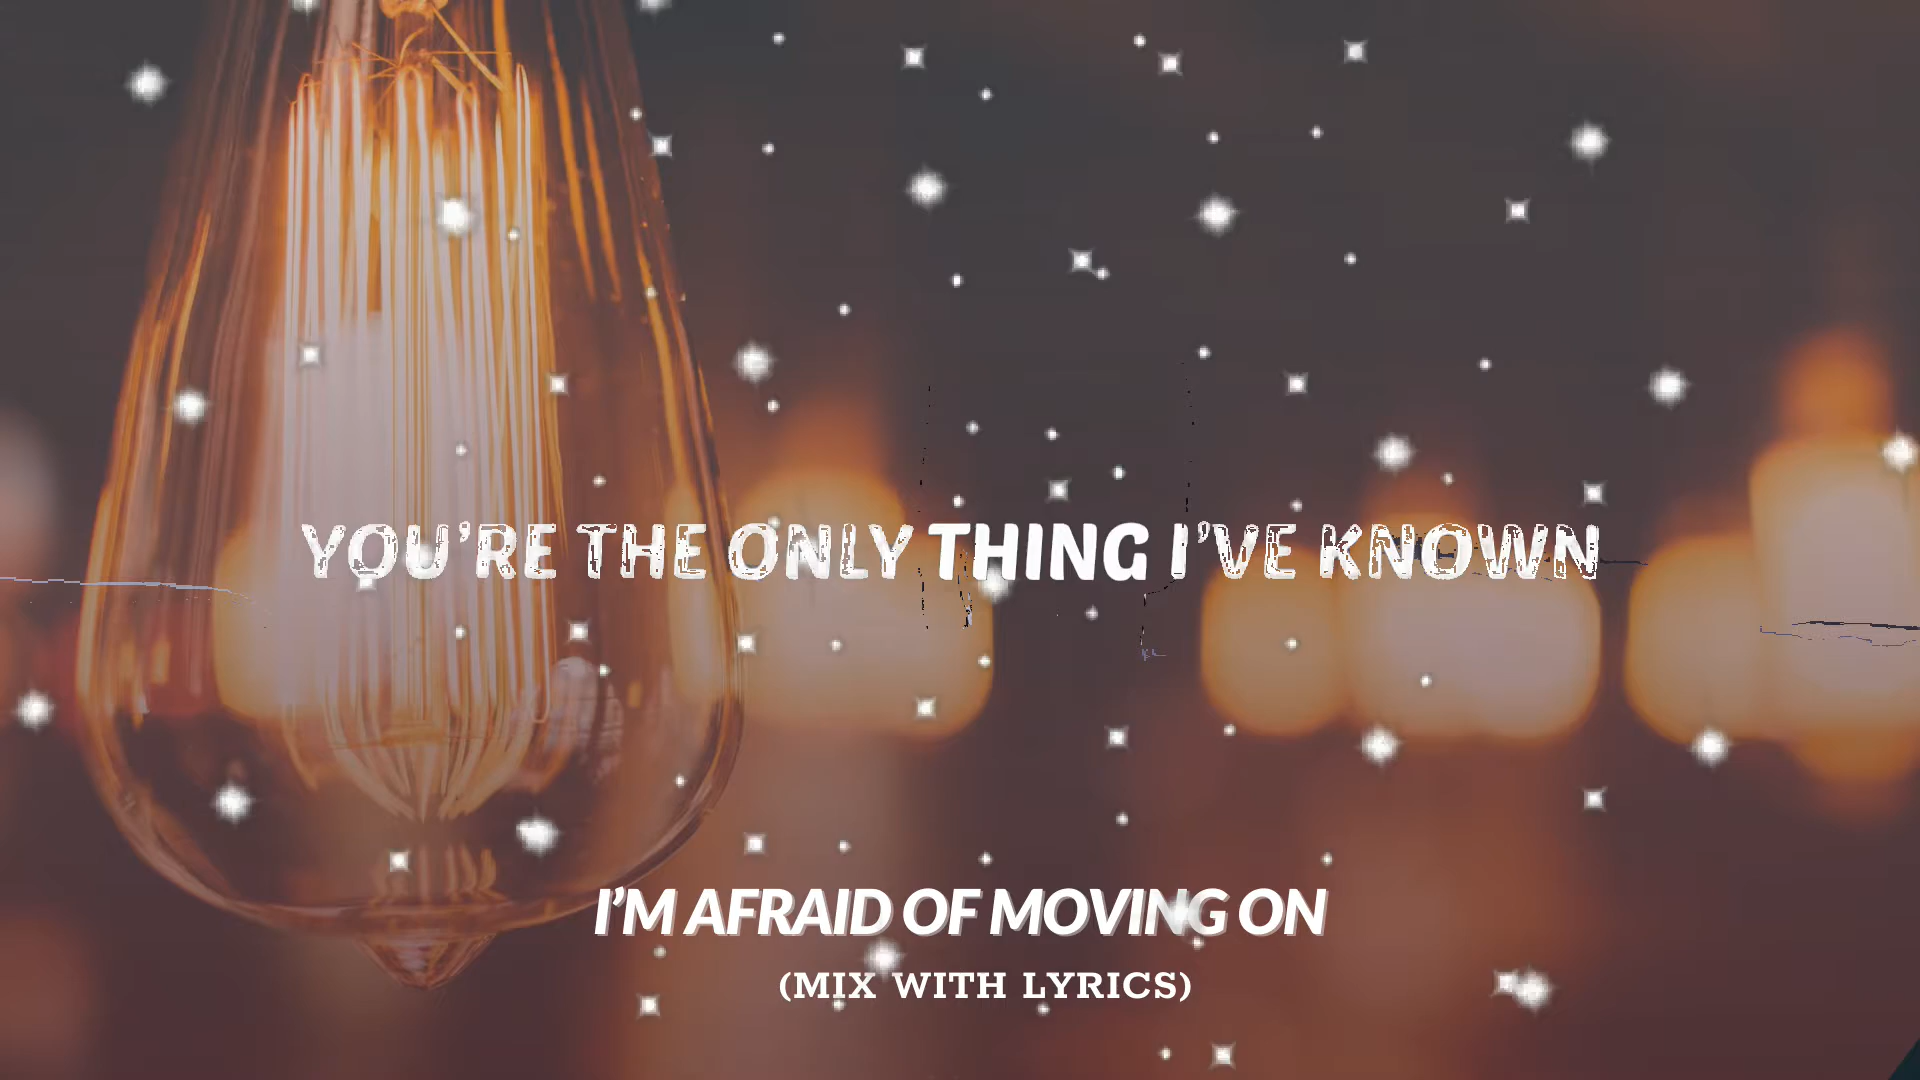 YOU'RE THE ONLY THING I'VE KNOWN
I'M AFRAID OF MOVING ON
(MIX WITH LYRICS)